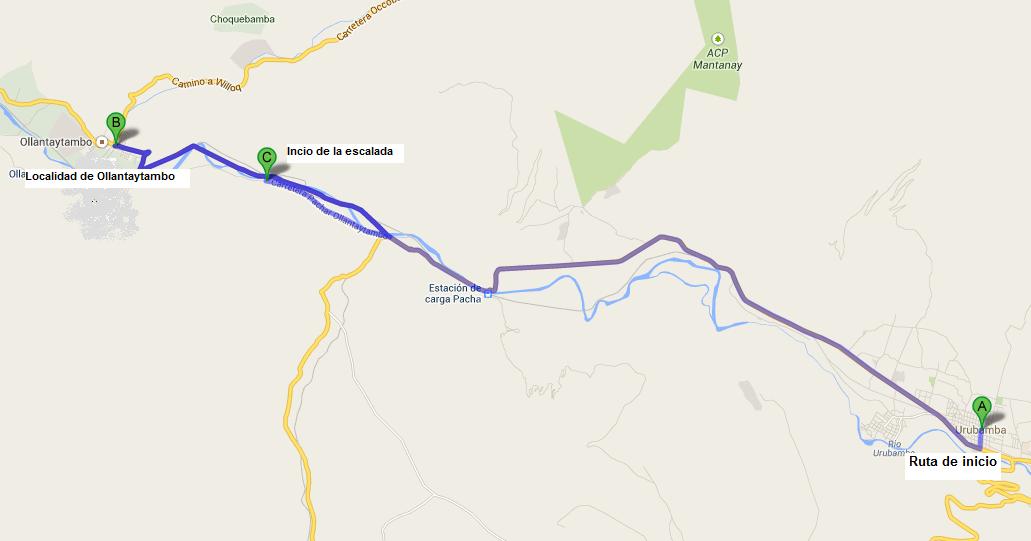 Choquebamba
Carretera Occob
ACP
Mantanay
Camino a Willoq
B
Ollantaytambo
C
Incio de la escalada
Olla
Localidad de Ollantaytambo
Carretera Pachar Ollantaytambo
Estación de
carga Pacha
A
Urubamba
Río
Urubamba
Ruta de inicio